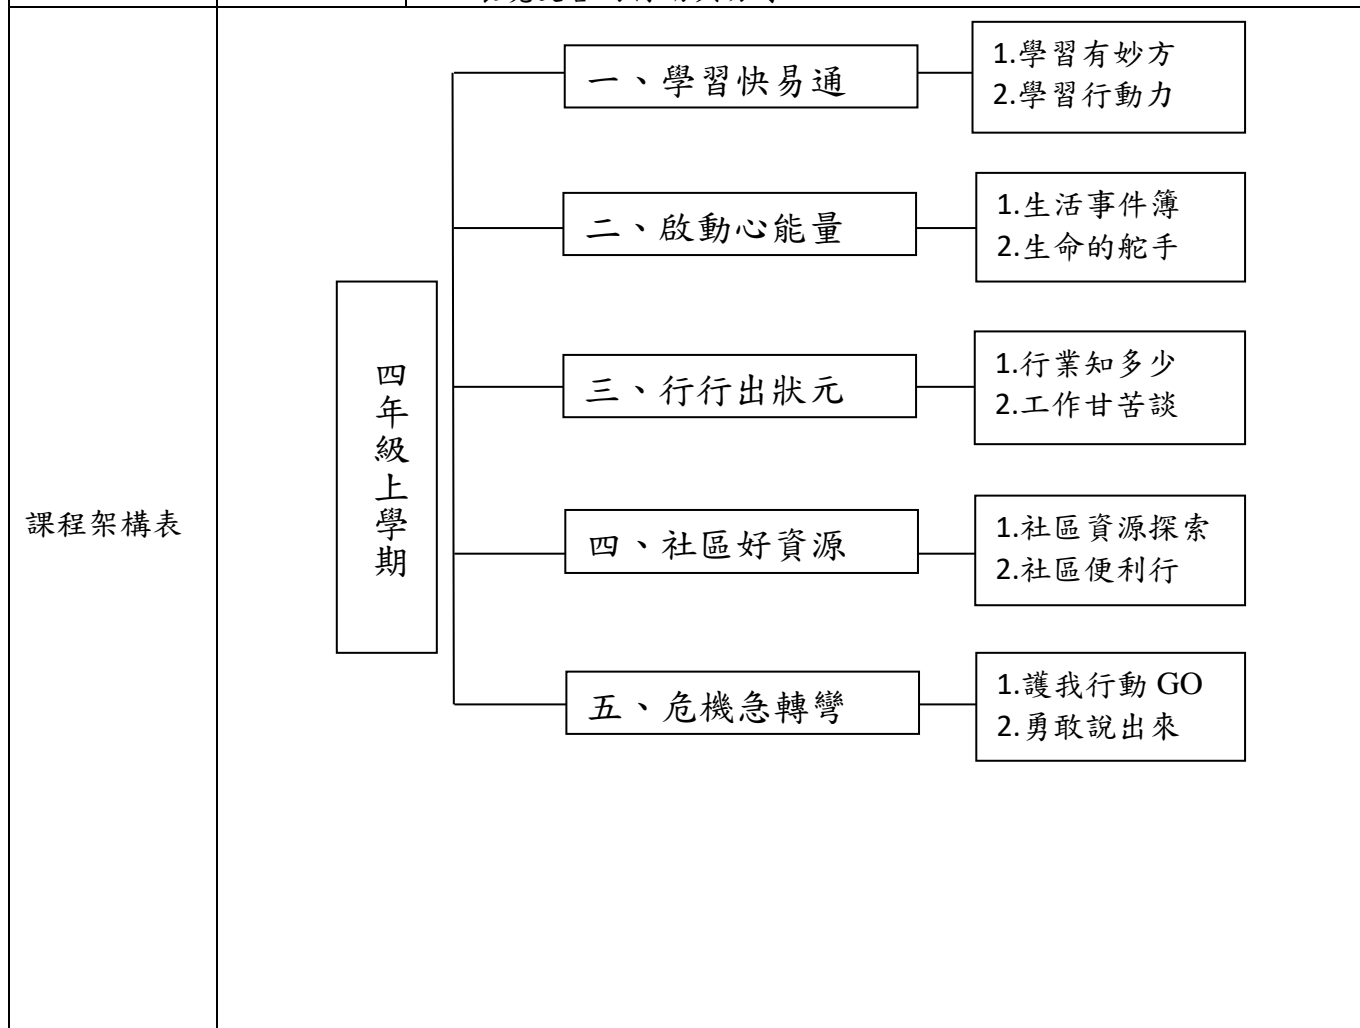 課程架構表
四年級上學期
一、學習快易通
1.學習有妙方
2.學習行動力
二、啟動心能量
1.生活事件簿
2.生命的舵手
三、行行出狀元
1.行業知多少
2.工作甘苦談
四、社區好資源
1.社區資源探索
2.社區便利行
五、危機急轉彎
1.護我行動 GO
2.勇敢說出來